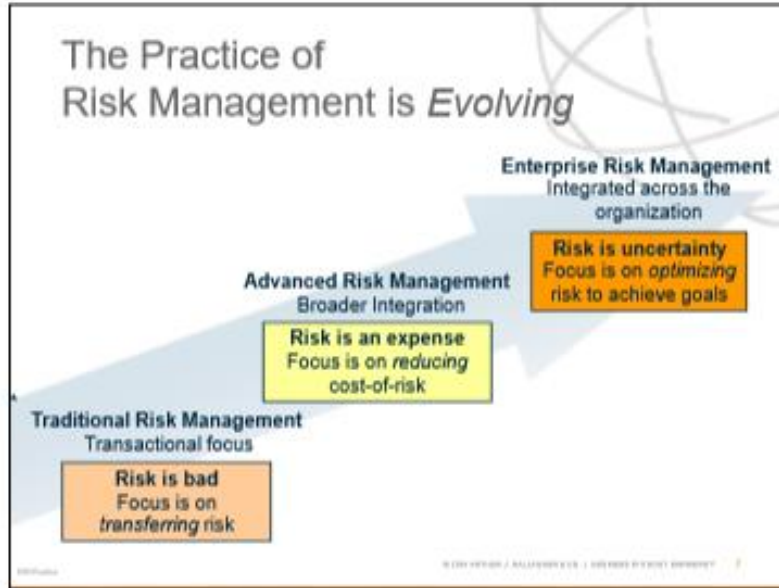 The Practice of
Risk Management is Evolving
Enterprise Risk Management
Integrated across the
organization
Risk is uncertainty
Focus is on optimizing
risk to achieve goals
Advanced Risk Management
Broader Integration
Risk is an expense
Focus is on reducing
cost-of-risk
Traditional Risk Management
Transactional focus
Risk is bad
Focus is on
transferring risk